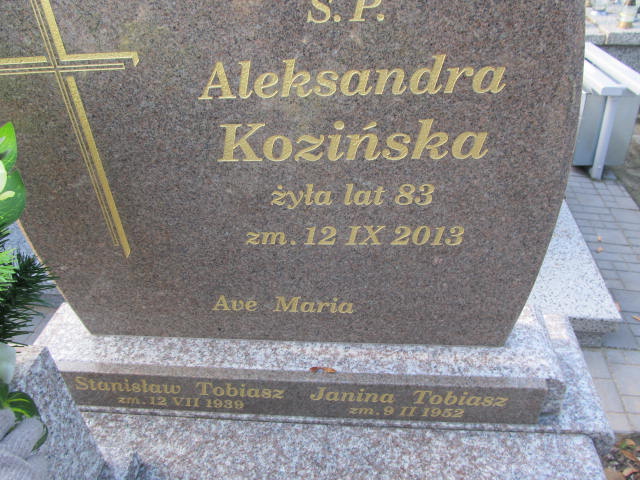 Ś.P.
Aleksandra
Kozińska
żyła lat 83
zm. 12 IX 2013
Ave Maria
Stanisław Tobiasz
zm. 12 VII 1939
Janina Tobiasz
zm. 9 II 1952